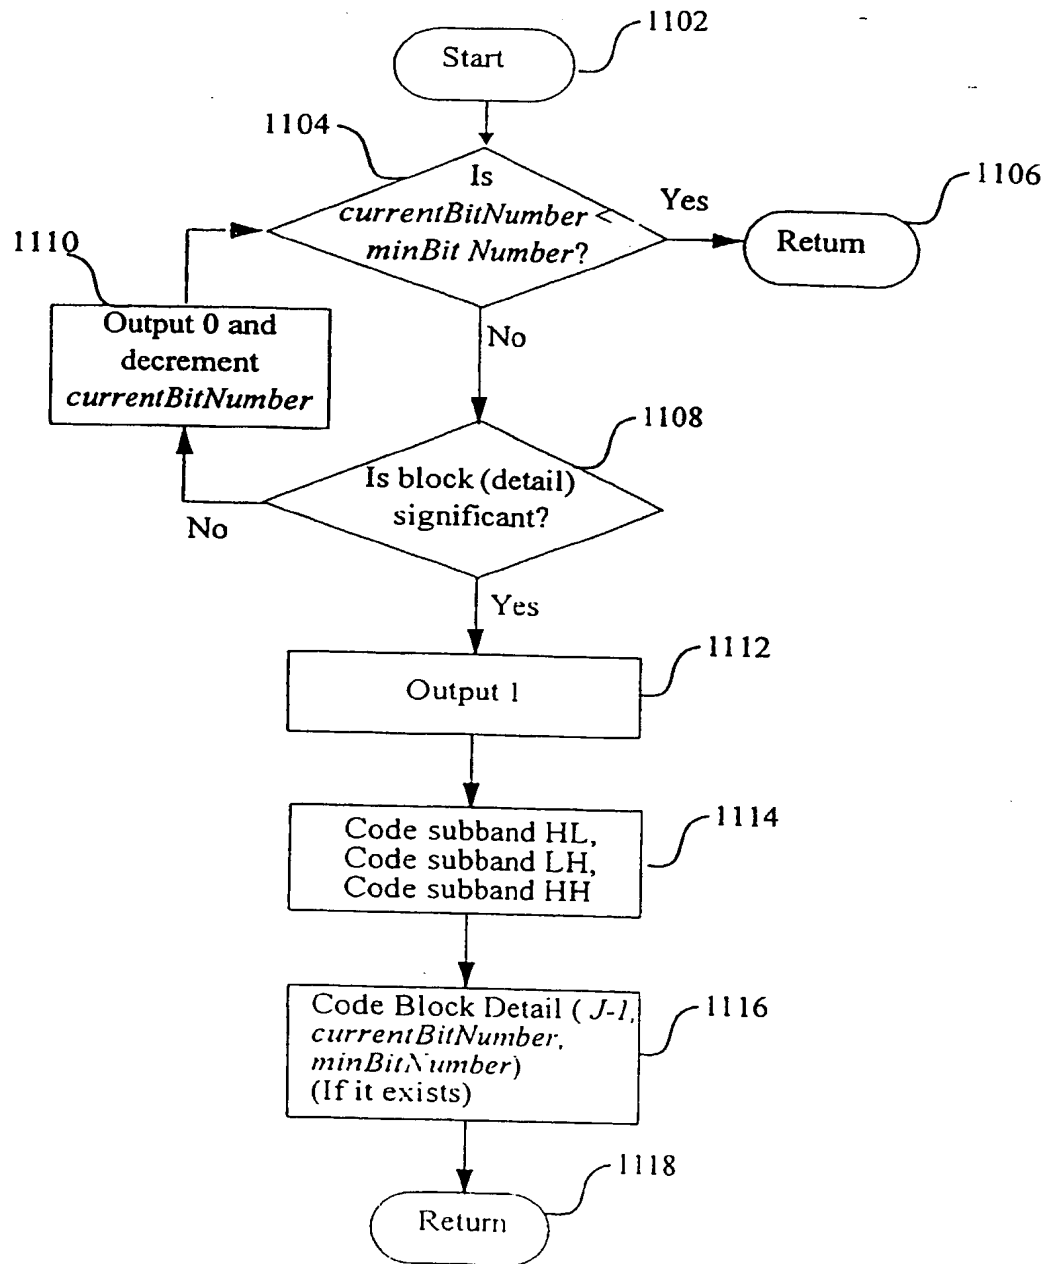 1102
Start
1104
Is
currentBitNumber <
minBit Number?
Yes
1106
Return
1110
Output 0 and
decrement
currentBitNumber
No
1108
Is block (detail)
significant?
No
Yes
1112
Output 1
1114
Code subband HL,
Code subband LH,
Code subband HH
1116
Code Block Detail ( J-1,
currentBitNumber,
minBitNumber)
(If it exists)
1118
Return